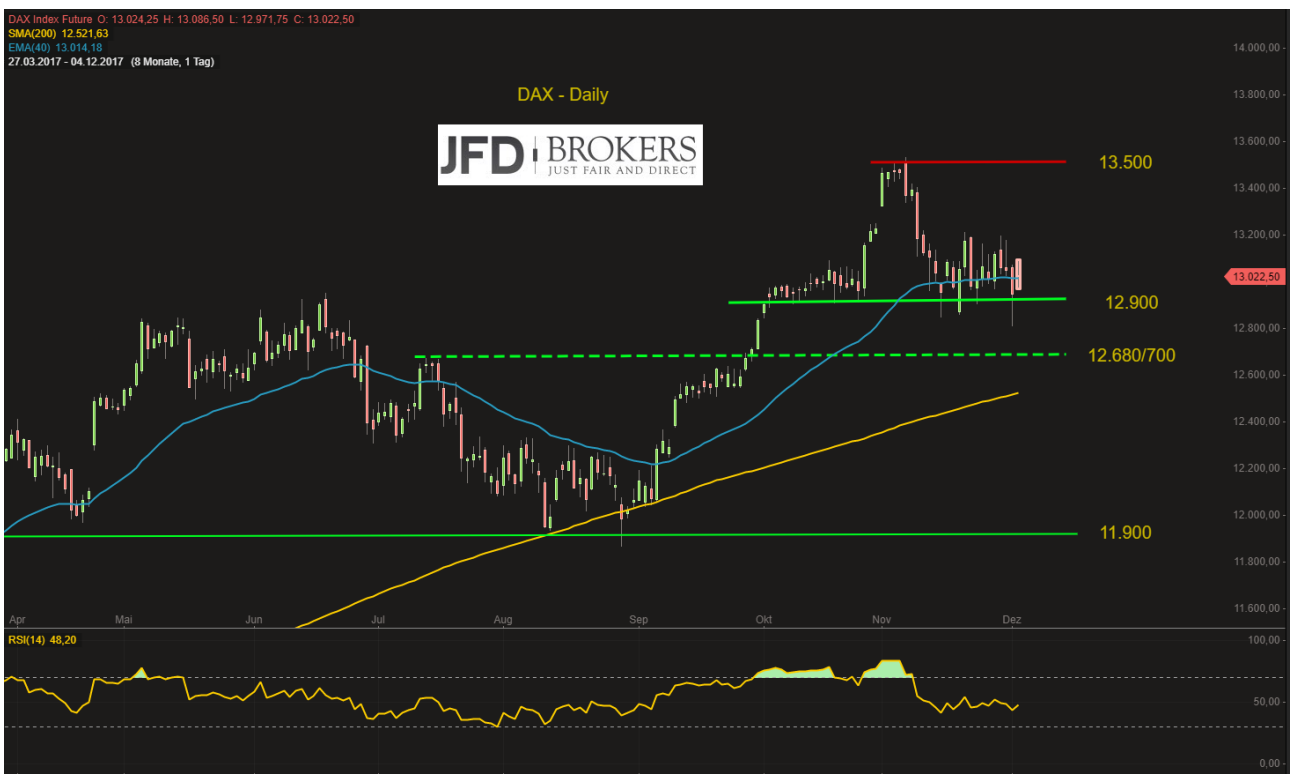 DAX Index Future O: 13.024,25 H: 13.086,50 L: 12.971,75 C: 13.022,50
SMA(200) 12.521,63
EMA(40) 13.014,18
27.03.2017 - 04.12.2017 (8 Monate, 1 Tag)
DAX - Daily
JFD BROKERS
JUST FAIR AND DIRECT
13.500
12.900
12.680/700
11.900
14.000,00
13.800,00
13.600,00
13.400,00
13.200,00
13.022,50
12.800,00
12.600,00
12.400,00
12.200,00
12.000,00
11.800,00
11.600,00
Apr Mai Jun Jul Aug Sep Okt Nov Dez
RSI(14) 48,20
100,00
50,00
0,00